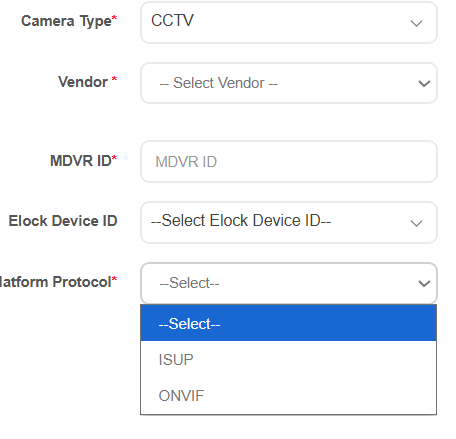 Camera Type*
CCTV
Vendor *
-- Select Vendor --
MDVR ID*
MDVR ID
Elock Device ID
--Select Elock Device ID--
latform Protocol*
--Select--
--Select--
ISUP
ONVIF